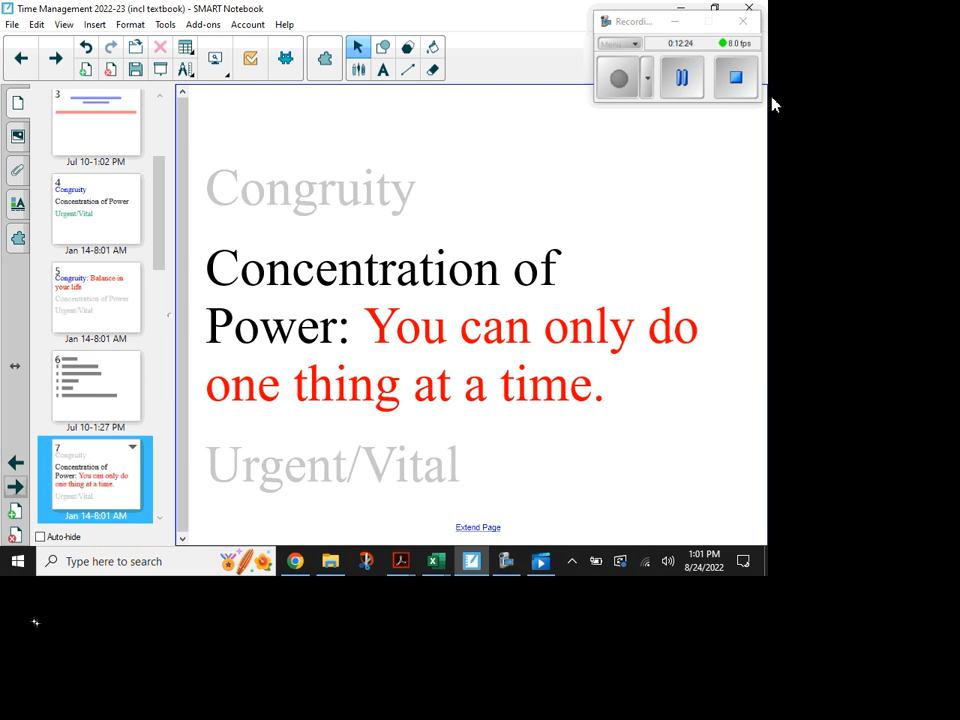 Time Management 2022-23 (incl textbook) - SMART Notebook
File Edit View Insert Format Tools Add-ons Account Help
Recordi...
Menu
0:12:24
8.0 fps
3
Jul 10-1:02 PM
4
Congruity
Concentration of Power
Urgent/Vital
Jan 14-8:01 AM
5
Congruity: Balance in
your life
Concentration of Power
Urgent/Vital
Jan 14-8:01 AM
6
Jul 10-1:27 PM
7
Congruity
Concentration of
Power: You can only do
one thing at a time.
Urgent/Vital
Jan 14-8:01 AM
Auto-hide
Congruity
Concentration of
Power: You can only do
one thing at a time.
Urgent/Vital
Extend Page
Type here to search
1:01 PM
8/24/2022